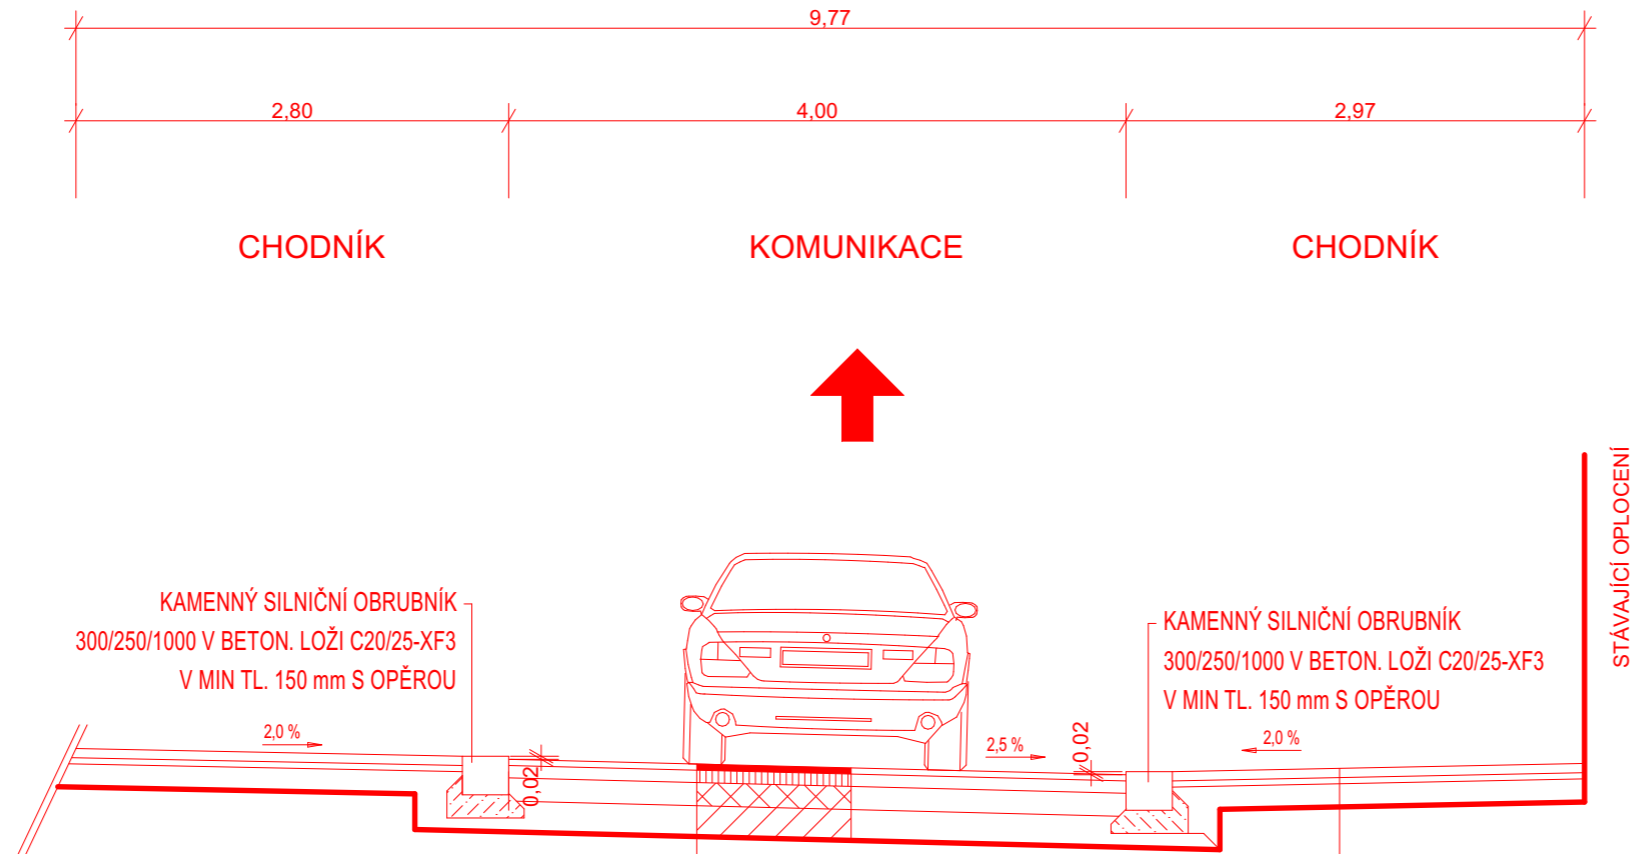 9,77
2,80
4,00
2,97
CHODNÍK
KOMUNIKACE
CHODNÍK
STÁVAJÍCÍ OPLOCENÍ
KAMENNÝ SILNIČNÍ OBRUBNÍK
300/250/1000 V BETON. LOŽI C20/25-XF3
V MIN TL. 150 mm S OPĚROU
KAMENNÝ SILNIČNÍ OBRUBNÍK
300/250/1000 V BETON. LOŽI C20/25-XF3
V MIN TL. 150 mm S OPĚROU
2,0 %
0,02
2,5 %
0,02
2,0 %